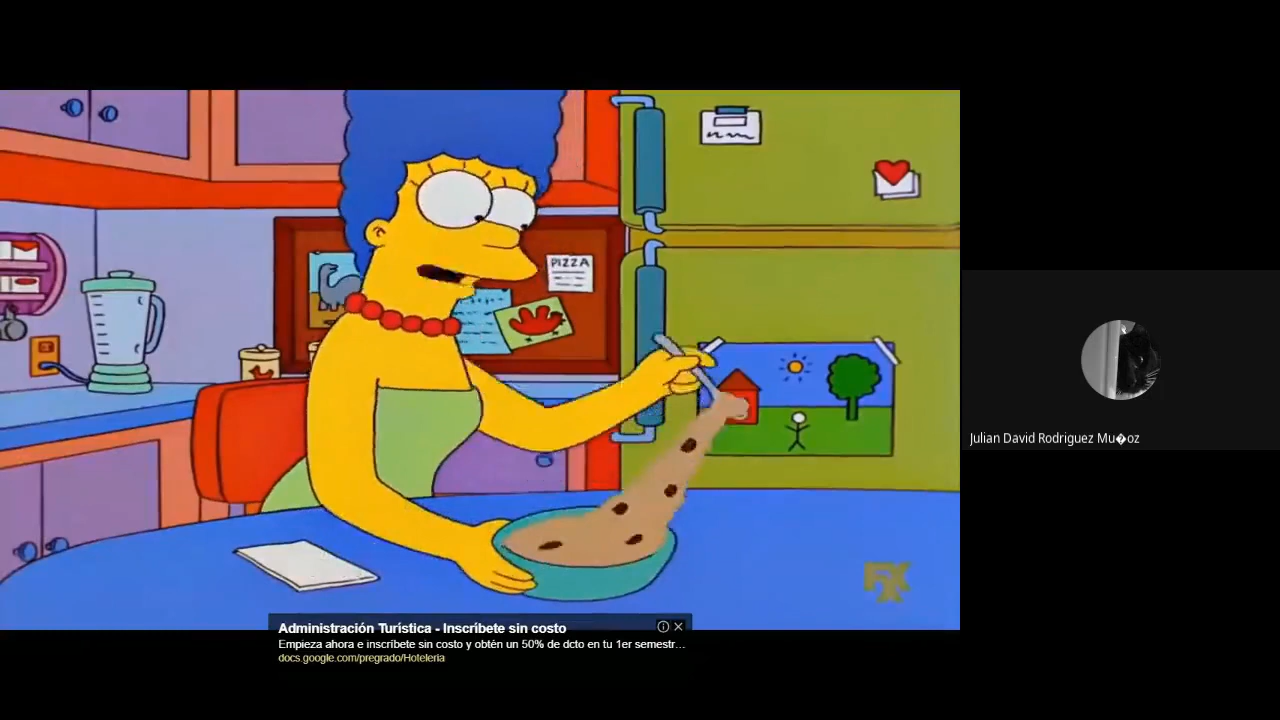 PIZZA
FX
Julian David Rodriguez Mu�oz
Administración Turística - Inscríbete sin costo
Empieza ahora e inscríbete sin costo y obtén un 50% de dcto en tu 1er semestr...
docs.google.com/pregrado/Hoteleria